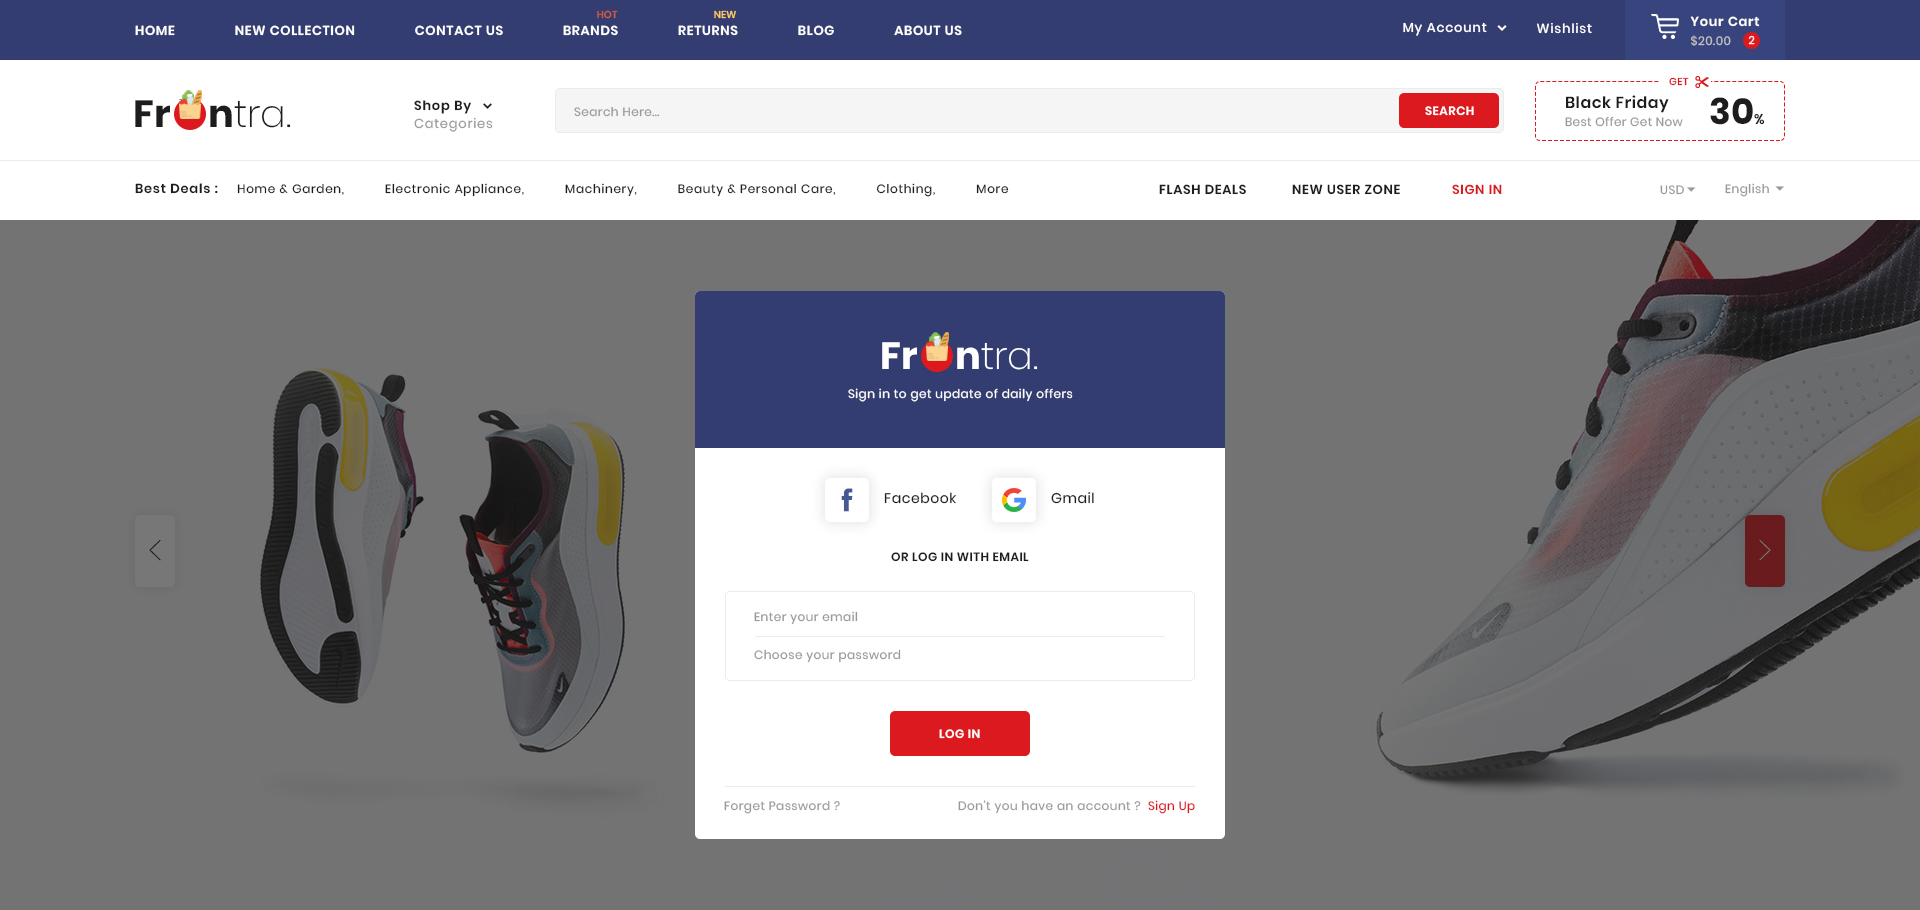 HOME NEW COLLECTION CONTACT US HOT BRANDS NEW RETURNS BLOG ABOUT US My Account Wishlist Your Cart
$20.00 2
Frontra.
Shop By
Categories
Search Here...
SEARCH
GET
Black Friday
Best Offer Get Now
30%
Best Deals : Home & Garden, Electronic Appliance, Machinery, Beauty & Personal Care, Clothing, More FLASH DEALS NEW USER ZONE SIGN IN USD English
Frontra.
Sign in to get update of daily offers
Facebook Gmail
OR LOG IN WITH EMAIL
Enter your email
Choose your password
LOG IN
Forget Password ? Don't you have an account ? Sign Up